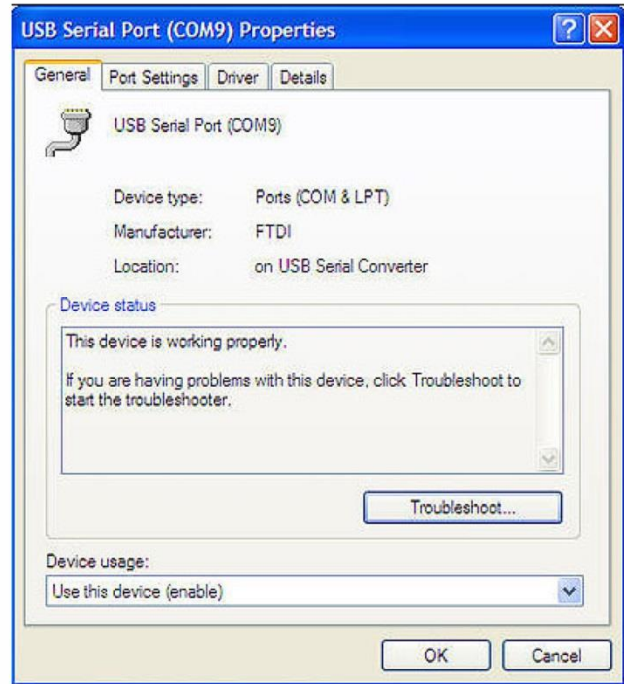 USB Serial Port (COM9) Properties
?
General Port Settings Driver Details
USB Serial Port (COM9)
Device type: Ports (COM & LPT)
Manufacturer: FTDI
Location: on USB Serial Converter
Device status
This device is working properly.
If you are having problems with this device, click Troubleshoot to
start the troubleshooter.
Troubleshoot...
Device usage:
Use this device (enable)
OK Cancel